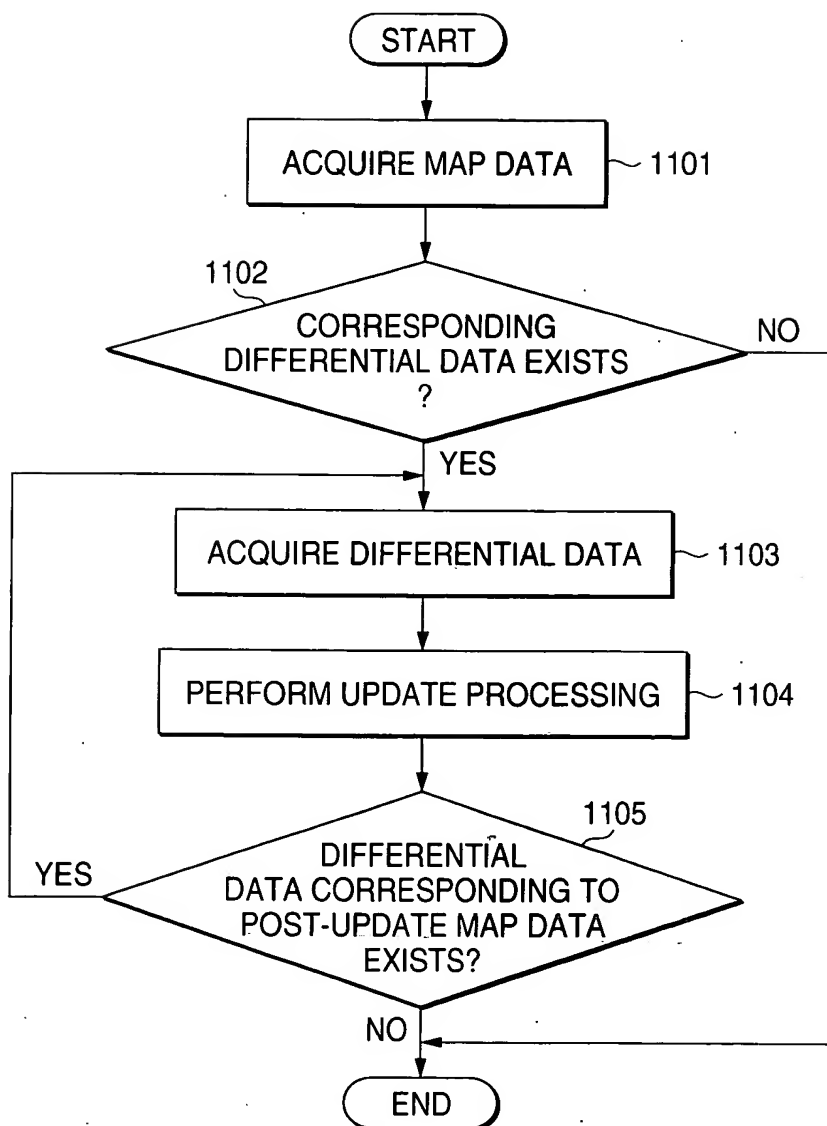 START
ACQUIRE MAP DATA
1101
1102
CORRESPONDING
DIFFERENTIAL DATA EXISTS
?
NO
YES
ACQUIRE DIFFERENTIAL DATA
1103
PERFORM UPDATE PROCESSING
1104
1105
DIFFERENTIAL
DATA CORRESPONDING TO
POST-UPDATE MAP DATA
EXISTS?
YES
NO
END